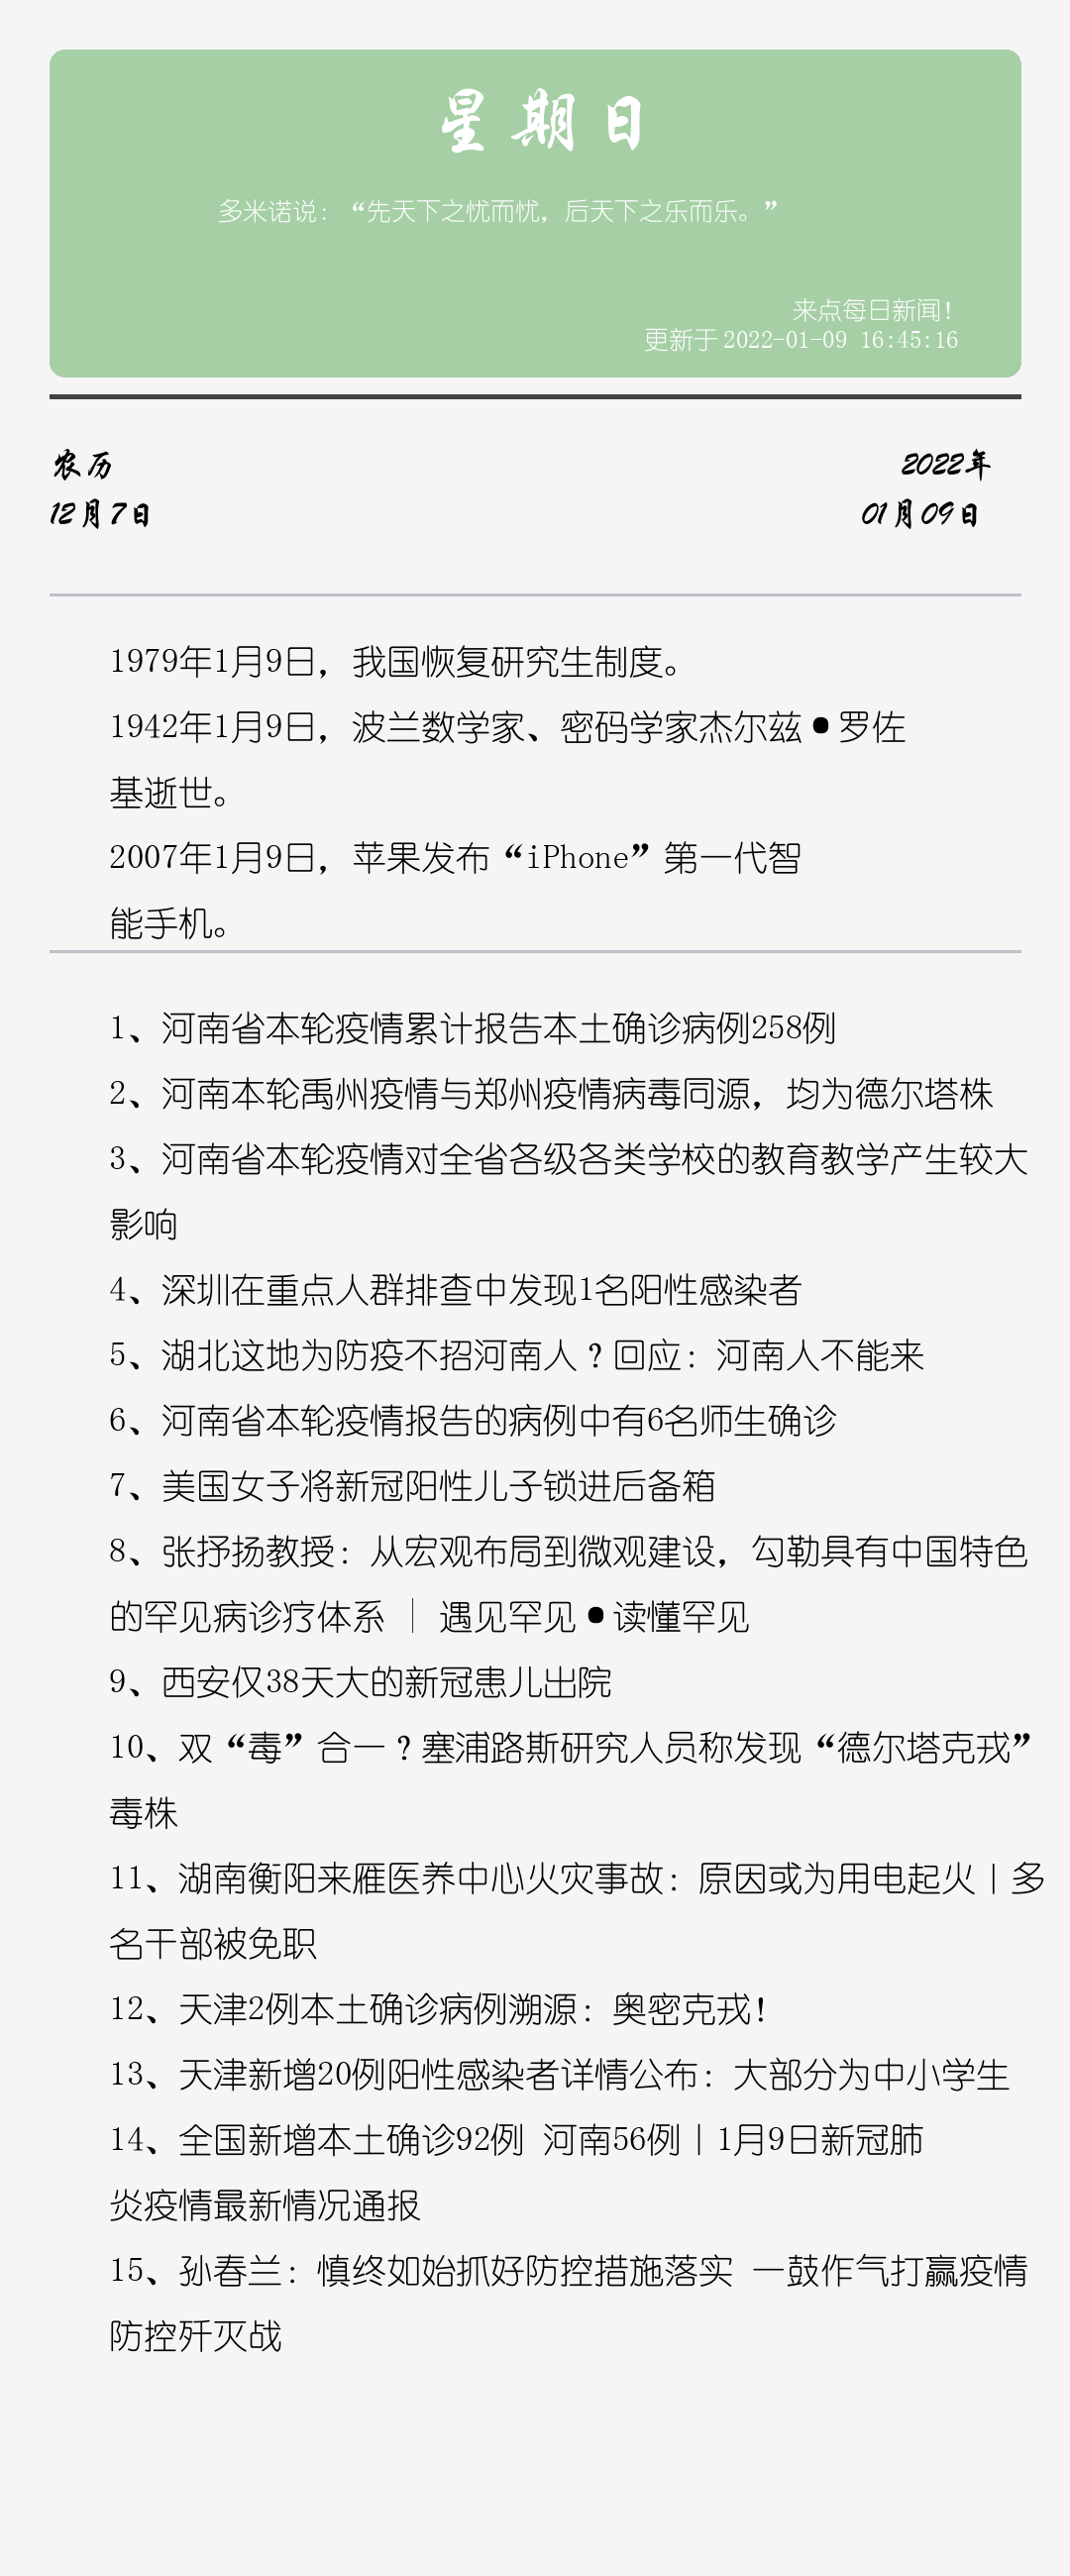 星期日
多米诺说：“先天下之忧而忧，后天下之乐而乐。”
来点每日新闻！
更新于2022-01-09 16:45:16
农历
2022年
12月7日
01月09日
1979年1月9日，我国恢复研究生制度。
1942年1月9日，波兰数学家、密码学家杰尔兹•罗佐
基逝世。
2007年1月9日，苹果发布“iPhone”第一代智
能手机。
1、河南省本轮疫情累计报告本土确诊病例258例
2、河南本轮禹州疫情与郑州疫情病毒同源，均为德尔塔株
3、河南省本轮疫情对全省各级各类学校的教育教学产生较大
影响
4、深圳在重点人群排查中发现1名阳性感染者
5、湖北这地为防疫不招河南人？回应：河南人不能来
6、河南省本轮疫情报告的病例中有6名师生确诊
7、美国女子将新冠阳性儿子锁进后备箱
8、张抒扬教授：从宏观布局到微观建设，勾勒具有中国特色
的罕见病诊疗体系 | 遇见罕见•读懂罕见
9、西安仅38天大的新冠患儿出院
10、双“毒”合一？塞浦路斯研究人员称发现“德尔塔克戎”
毒株
11、湖南衡阳来雁医养中心火灾事故：原因或为用电起火丨多
名干部被免职
12、天津2例本土确诊病例溯源：奥密克戎！
13、天津新增20例阳性感染者详情公布：大部分为中小学生
14、全国新增本土确诊92例 河南56例丨1月9日新冠肺
炎疫情最新情况通报
15、孙春兰：慎终如始抓好防控措施落实 一鼓作气打赢疫情
防控歼灭战